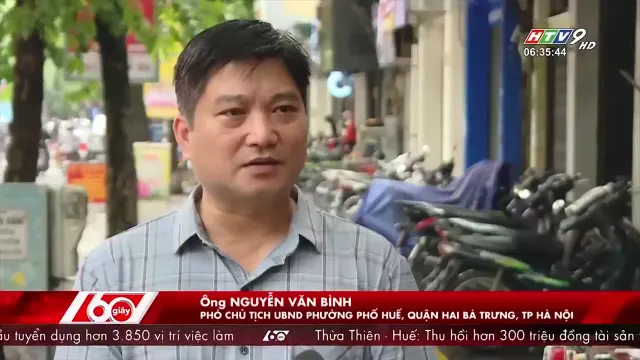 HTV9 HD
06:35:44
Ông NGUYỄN VĂN BÌNH
60 giây
PHÓ CHỦ TỊCH UBND PHƯỜNG PHỐ HUẾ, QUẬN HAI BÀ TRƯNG, TP HÀ NỘI
ầu tuyển dụng hơn 3.850 vị trí việc làm
Thừa Thiên - Huế: Thu hồi hơn 300 triệu đồng tài sản